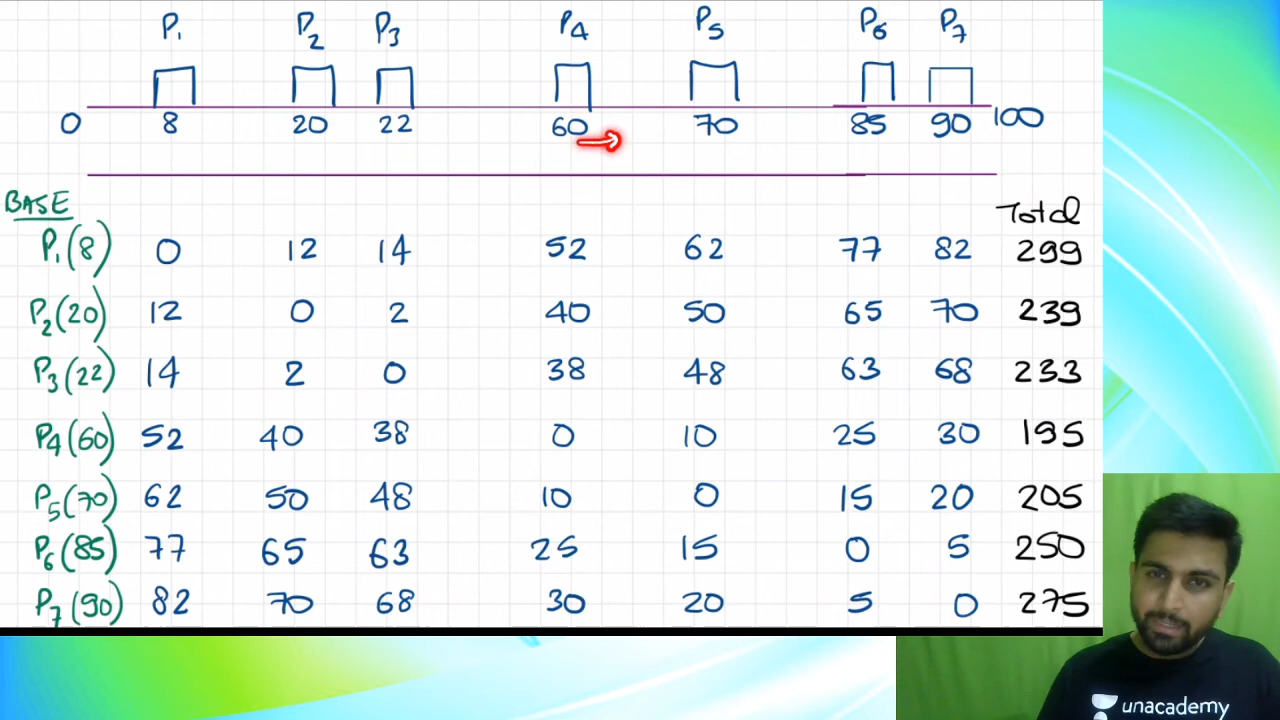 P1 P2 P3 P4 P5 P6 P7
0 8 20 22 60 70 85 90 100
BASE
Total
P1(8) 0 12 14 52 62 77 82 299
P2(20) 12 0 2 40 50 65 70 239
P3(22) 14 2 0 38 48 63 68 233
P4(60) 52 40 38 0 10 25 30 195
P5(70) 62 50 48 10 0 15 20 205
P6(85) 77 65 63 25 15 0 5 250
P7(90) 82 70 68 30 20 5 0 275
unacademy